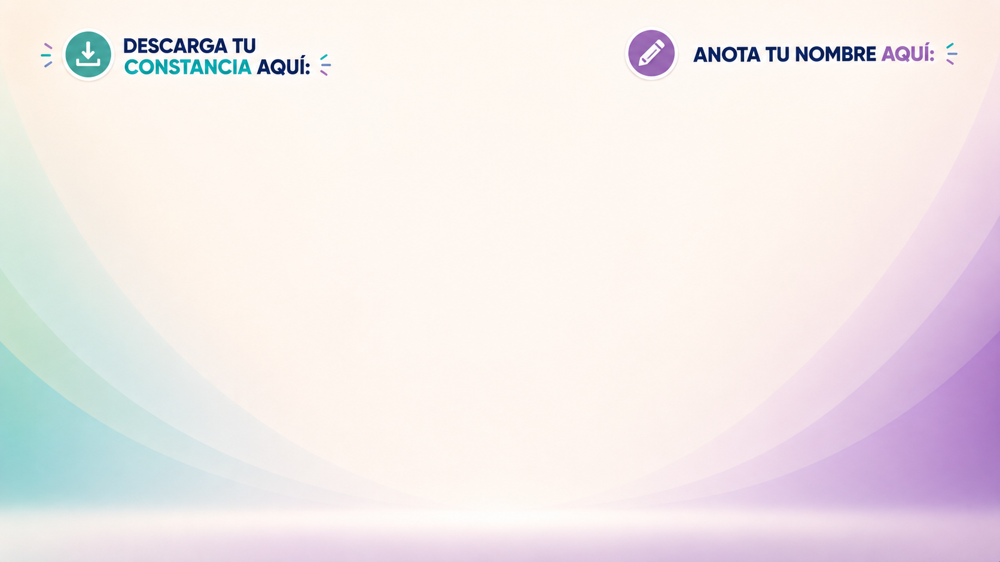 DESCARGA TU
CONSTANCIA AQUÍ:
ANOTA TU NOMBRE AQUÍ: